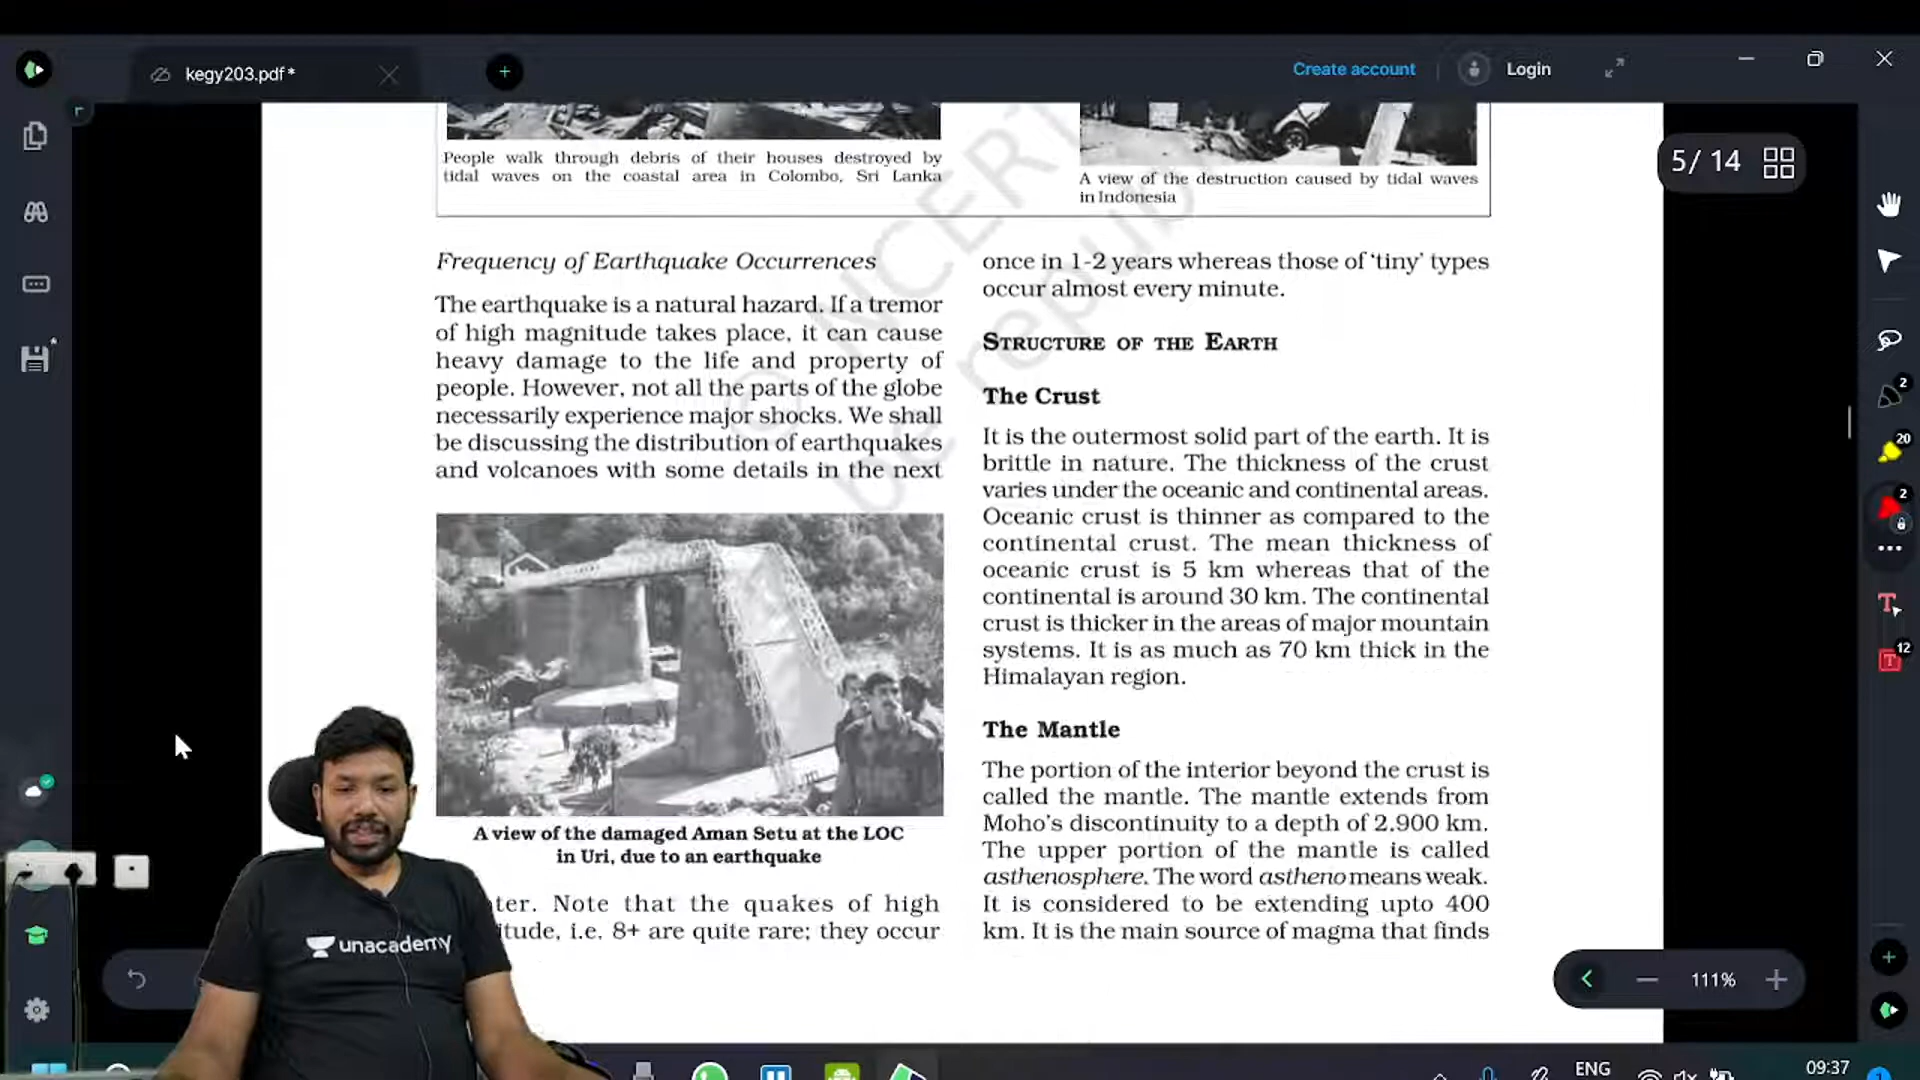 kegy203.pdf*
Create account
Login
5/ 14
People walk through debris of their houses destroyed by
tidal waves on the coastal area in Colombo, Sri Lanka
A view of the destruction caused by tidal waves
in Indonesia
Frequency of Earthquake Occurrences
The earthquake is a natural hazard. If a tremor
of high magnitude takes place, it can cause
heavy damage to the life and property of
people. However, not all the parts of the globe
necessarily experience major shocks. We shall
be discussing the distribution of earthquakes
and volcanoes with some details in the next
A view of the damaged Aman Setu at the LOC
in Uri, due to an earthquake
ter. Note that the quakes of high
itude, i.e. 8+ are quite rare; they occur
once in 1-2 years whereas those of ‘tiny’ types
occur almost every minute.
STRUCTURE OF THE EARTH
The Crust
It is the outermost solid part of the earth. It is
brittle in nature. The thickness of the crust
varies under the oceanic and continental areas.
Oceanic crust is thinner as compared to the
continental crust. The mean thickness of
oceanic crust is 5 km whereas that of the
continental is around 30 km. The continental
crust is thicker in the areas of major mountain
systems. It is as much as 70 km thick in the
Himalayan region.
The Mantle
The portion of the interior beyond the crust is
called the mantle. The mantle extends from
Moho’s discontinuity to a depth of 2,900 km.
The upper portion of the mantle is called
asthenosphere. The word astheno means weak.
It is considered to be extending upto 400
km. It is the main source of magma that finds
© NCERT
be repub
unacademy
2
20
2
T
T 12
111%
ENG
09:37
1